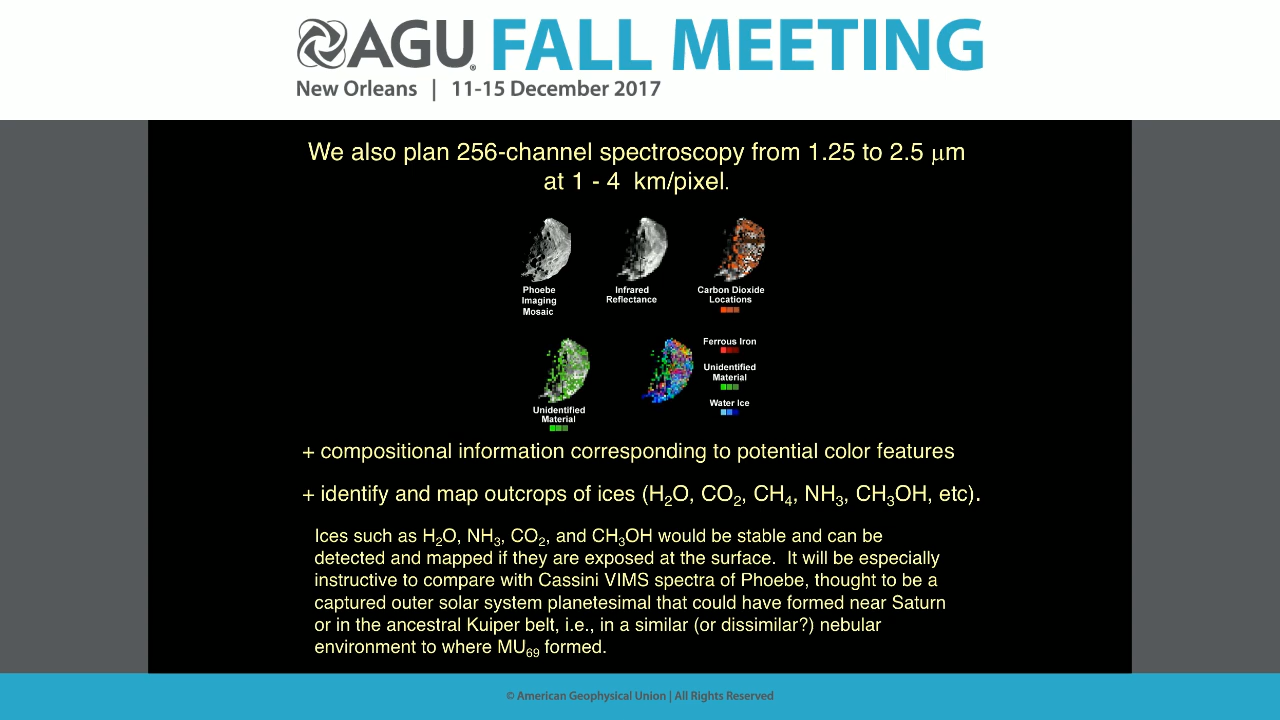 AGU FALL MEETING
New Orleans | 11-15 December 2017
We also plan 256-channel spectroscopy from 1.25 to 2.5 μm
at 1 - 4 km/pixel.
Phoebe
Imaging
Mosaic
Infrared
Reflectance
Carbon Dioxide
Locations
Unidentified
Material
Ferrous Iron
Unidentified
Material
Water Ice
+ compositional information corresponding to potential color features
+ identify and map outcrops of ices (H₂O, CO₂, CH₄, NH₃, CH₃OH, etc).
Ices such as H₂O, NH₃, CO₂, and CH₃OH would be stable and can be
detected and mapped if they are exposed at the surface. It will be especially
instructive to compare with Cassini VIMS spectra of Phoebe, thought to be a
captured outer solar system planetesimal that could have formed near Saturn
or in the ancestral Kuiper belt, i.e., in a similar (or dissimilar?) nebular
environment to where MU₆₉ formed.
© American Geophysical Union | All Rights Reserved